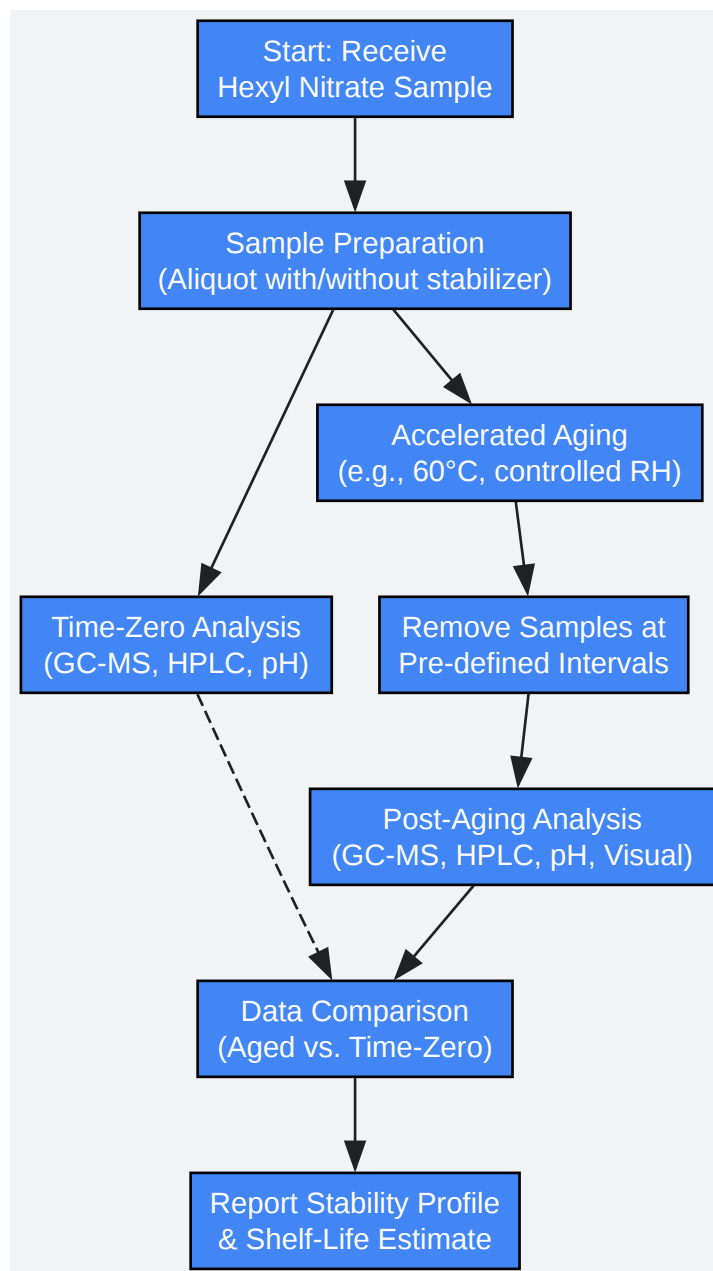 Start: Receive
Hexyl Nitrate Sample
Sample Preparation
(Aliquot with/without stabilizer)
Accelerated Aging
(e.g., 60°C, controlled RH)
Time-Zero Analysis
(GC-MS, HPLC, pH)
Remove Samples at
Pre-defined Intervals
Post-Aging Analysis
(GC-MS, HPLC, pH, Visual)
Data Comparison
(Aged vs. Time-Zero)
Report Stability Profile
& Shelf-Life Estimate